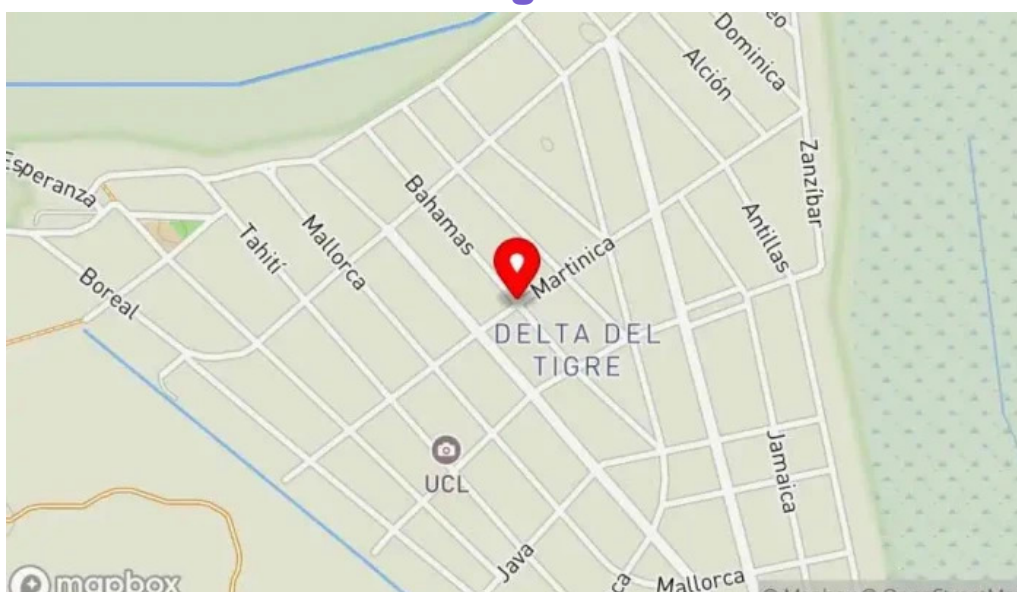 Dominica
Alción
Esperanza
Zanzíbar
Bahamas
Antillas
Mallorca
Tahití
Martinica
Boreal
DELTA DEL
TIGRE
UCL
Jamaica
Java
Mallorca
mapbox